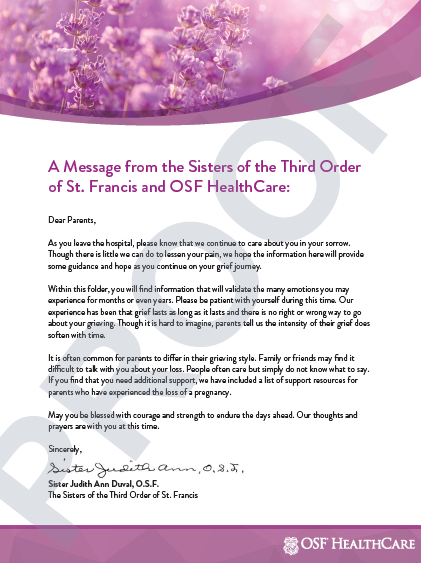 A Message from the Sisters of the Third Order
of St. Francis and OSF HealthCare:
Dear Parents,
As you leave the hospital, please know that we continue to care about you in your sorrow.
Though there is little we can do to lessen your pain, we hope the information here will provide
some guidance and hope as you continue on your grief journey.
Within this folder, you will find information that will validate the many emotions you may
experience for months or even years. Please be patient with yourself during this time. Our
experience has been that grief lasts as long as it lasts and there is no right or wrong way to go
about your grieving. Though it is hard to imagine, parents tell us the intensity of their grief does
soften with time.
It is often common for parents to differ in their grieving style. Family or friends may find it
difficult to talk with you about your loss. People often care but simply do not know what to say.
If you find that you need additional support, we have included a list of support resources for
parents who have experienced the loss of a pregnancy.
May you be blessed with courage and strength to endure the days ahead. Our thoughts and
prayers are with you at this time.
Sincerely,
Sister Judith Ann, O.S.F.
Sister Judith Ann Duval, O.S.F.
The Sisters of the Third Order of St. Francis
OSF HEALTHCARE
PROOF